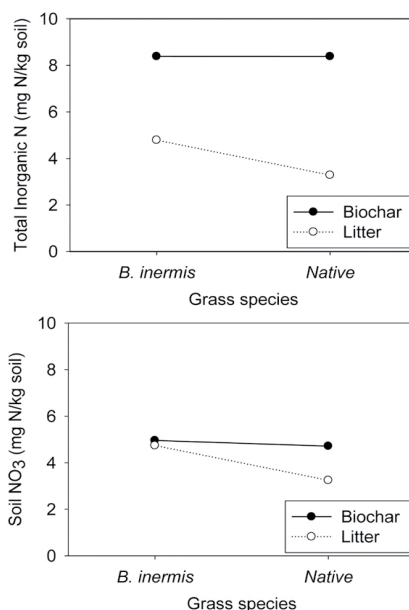 Total Inorganic N (mg N/kg soil)
10
8
6
4
2
0
Biochar
Litter
B. inermis
Native
Grass species
Soil NO3 (mg N/kg soil)
10
8
6
4
2
0
Biochar
Litter
B. inermis
Native
Grass species